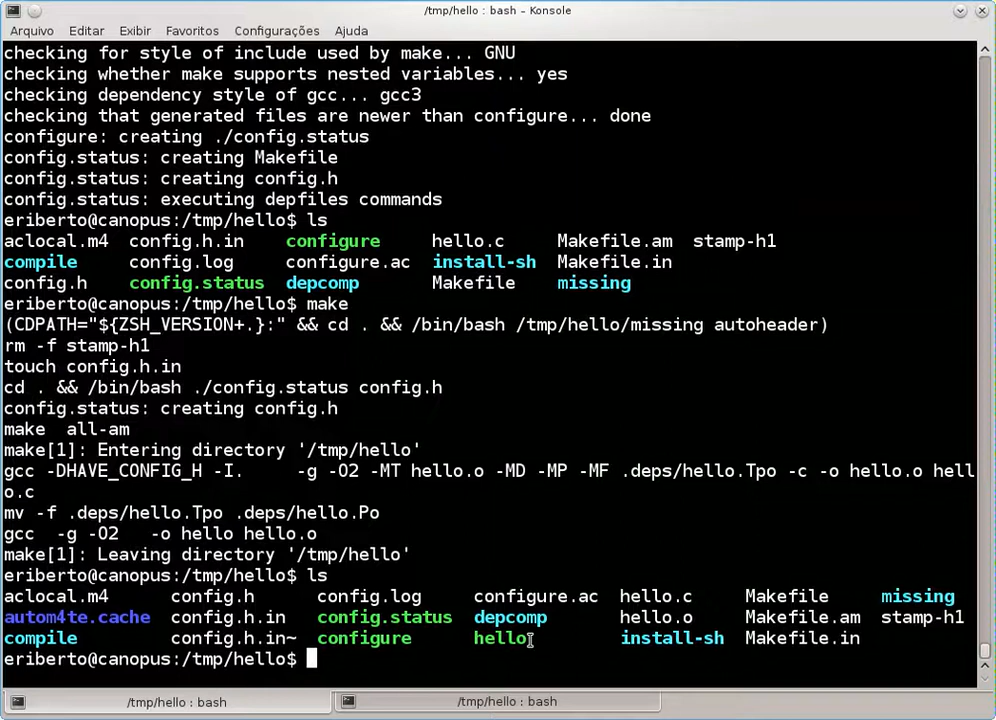 /tmp/hello : bash – Konsole
Arquivo Editar Exibir Favoritos Configurações Ajuda
checking for style of include used by make... GNU
checking whether make supports nested variables... yes
checking dependency style of gcc... gcc3
checking that generated files are newer than configure... done
configure: creating ./config.status
config.status: creating Makefile
config.status: creating config.h
config.status: executing depfiles commands
eriberto@canopus:/tmp/hello$ ls
aclocal.m4  config.h.in    configure     hello.c     Makefile.am  stamp-h1
compile     config.log     configure.ac  install-sh  Makefile.in
config.h    config.status  depcomp       Makefile    missing
eriberto@canopus:/tmp/hello$ make
(CDPATH="${ZSH_VERSION+.}:" && cd . && /bin/bash /tmp/hello/missing autoheader)
rm -f stamp-h1
touch config.h.in
cd . && /bin/bash ./config.status config.h
config.status: creating config.h
make  all-am
make[1]: Entering directory '/tmp/hello'
gcc -DHAVE_CONFIG_H -I.     -g -O2 -MT hello.o -MD -MP -MF .deps/hello.Tpo -c -o hello.o hell
o.c
mv -f .deps/hello.Tpo .deps/hello.Po
gcc  -g -O2   -o hello hello.o
make[1]: Leaving directory '/tmp/hello'
eriberto@canopus:/tmp/hello$ ls
aclocal.m4      config.h      config.log     configure.ac  hello.c     Makefile     missing
autom4te.cache  config.h.in   config.status  depcomp       hello.o     Makefile.am  stamp-h1
compile         config.h.in~  configure      hello         install-sh  Makefile.in
eriberto@canopus:/tmp/hello$
/tmp/hello : bash
/tmp/hello : bash